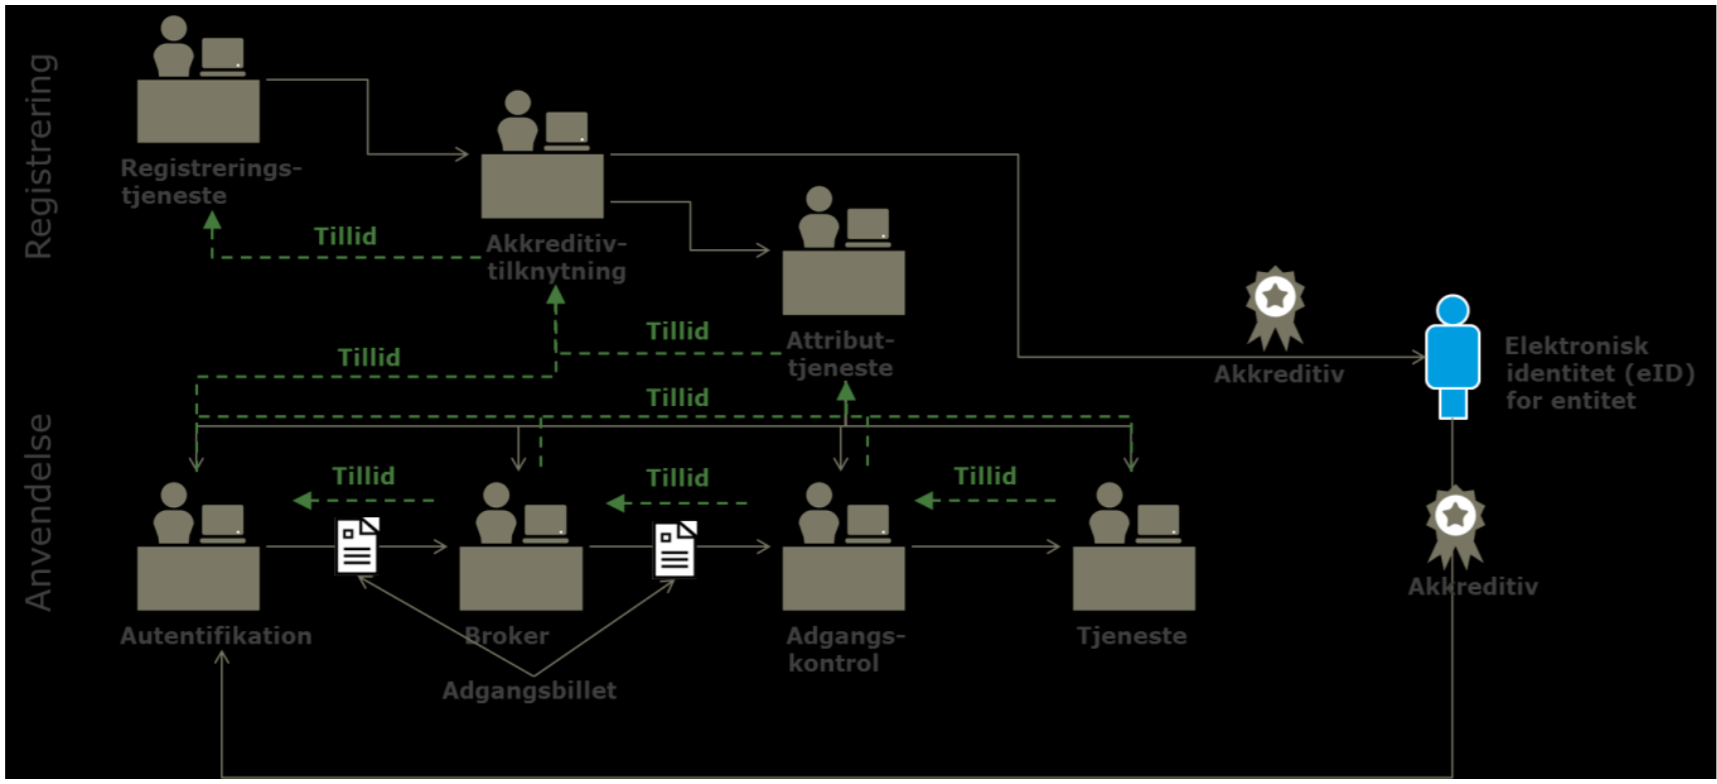 Registrering
Registrerings-
tjeneste
Tillid
Akkreditiv-
tilknytning
Tillid
Attribut-
tjeneste
Akkreditiv
Elektronisk
identitet (eID)
for entitet
Anvendelse
Tillid
Tillid
Tillid
Tillid
Tillid
Akkreditiv
Autentifikation
Broker
Adgangs-
kontrol
Tjeneste
Adgangsbillet